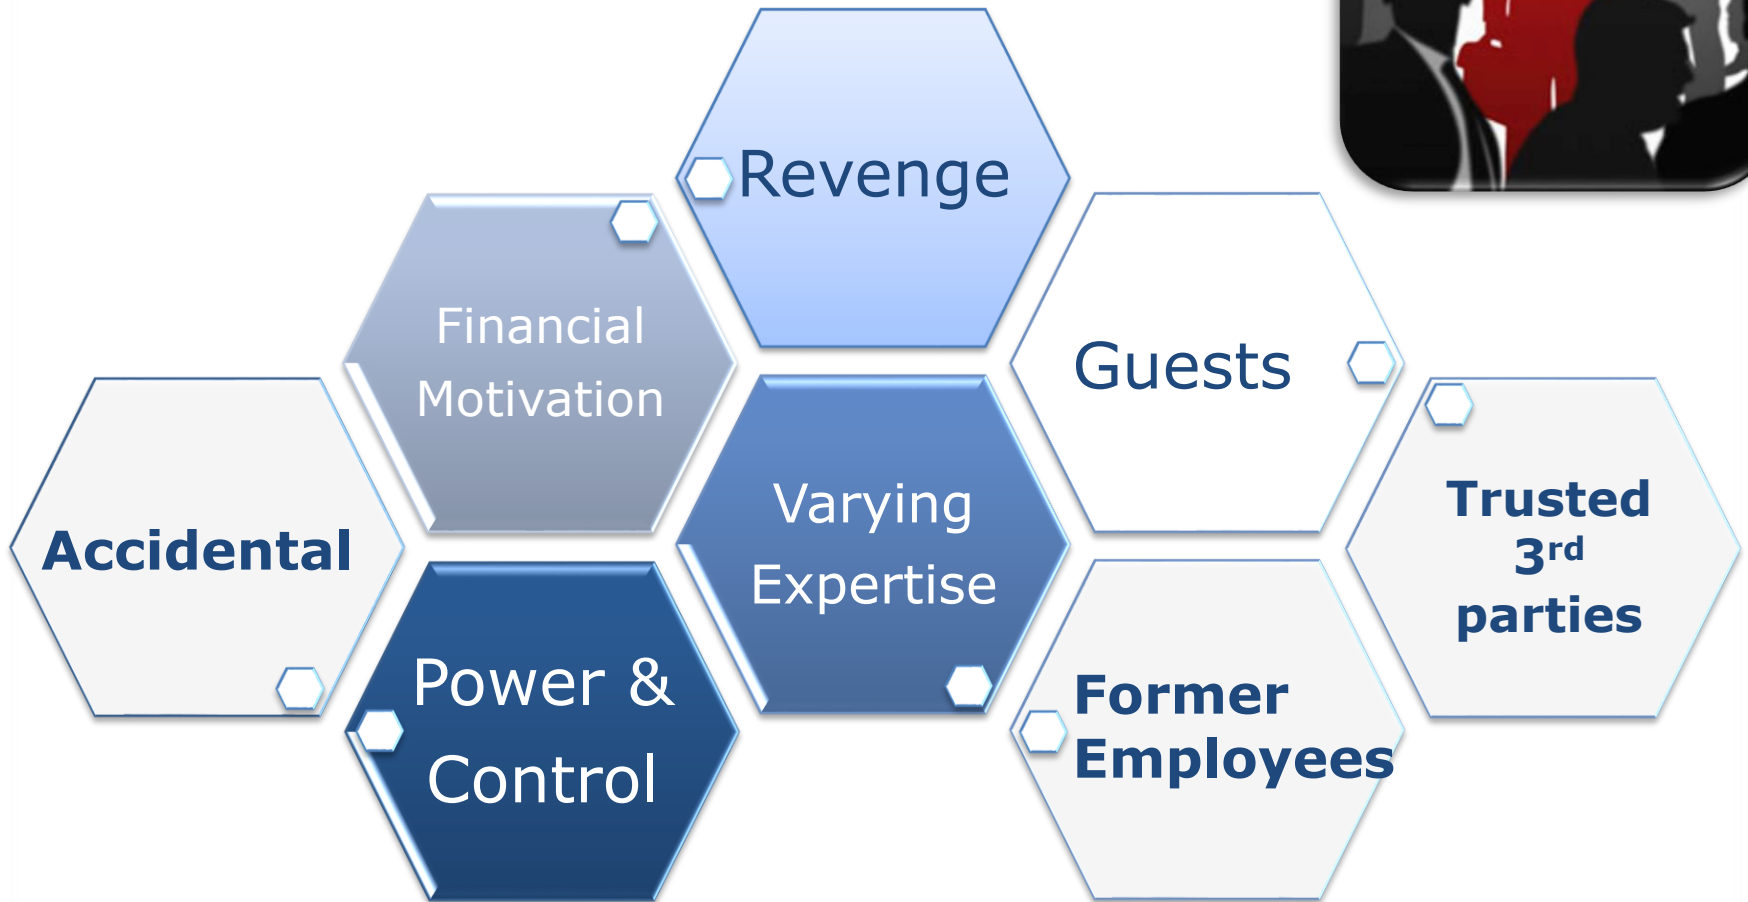 Revenge
Financial
Motivation
Guests
Accidental
Varying
Expertise
Trusted
3rd
parties
Power &
Control
Former
Employees